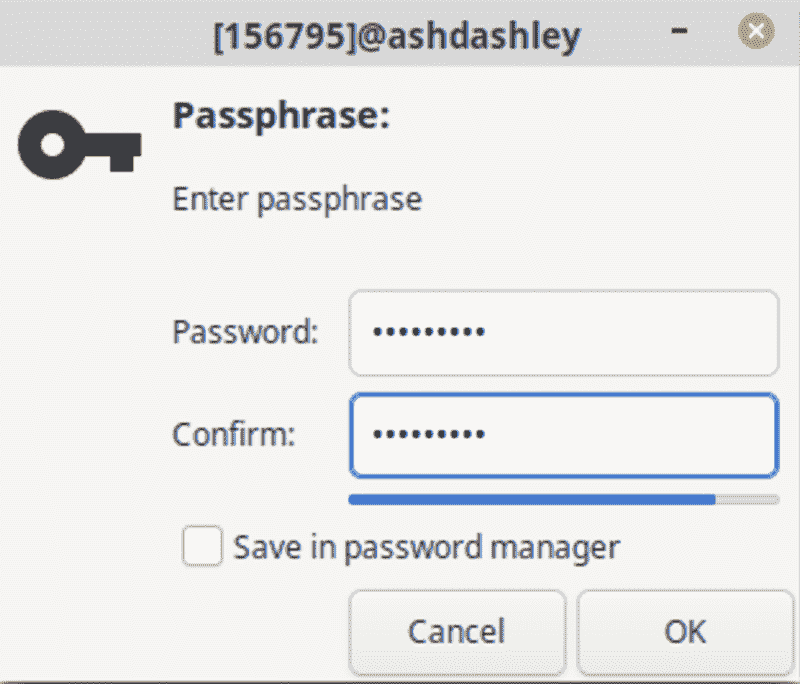 [156795]@ashdashley
Passphrase:
Enter passphrase
Password: •••••••••
Confirm: •••••••••
Save in password manager
Cancel OK